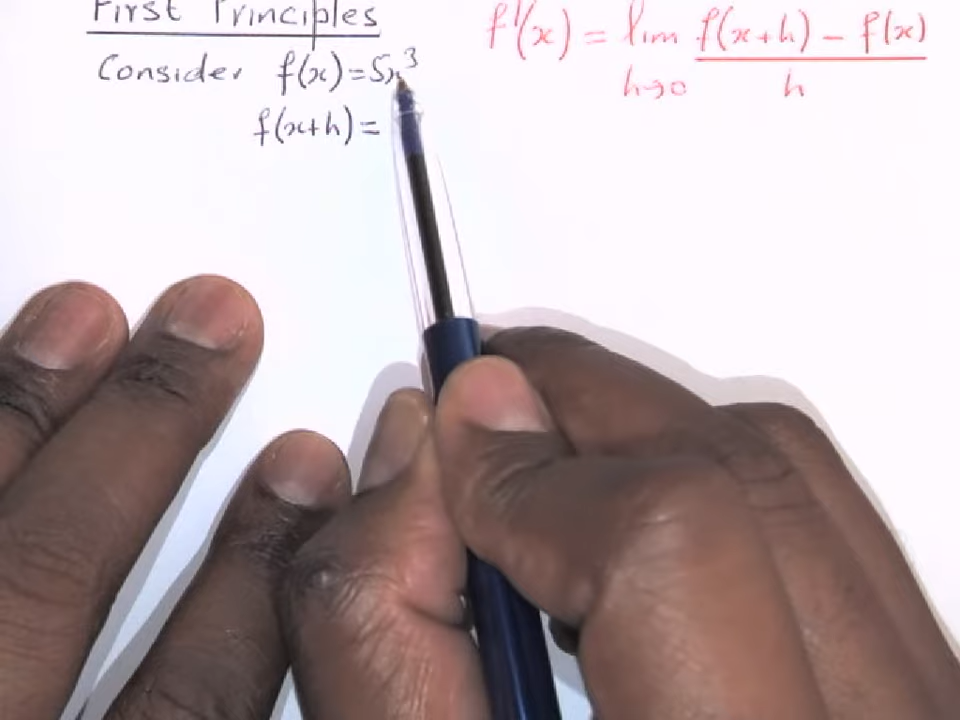 First Principles
f'(x) = lim f(x+h) - f(x)
h→0 h
Consider f(x) = 5x³
f(x+h) =